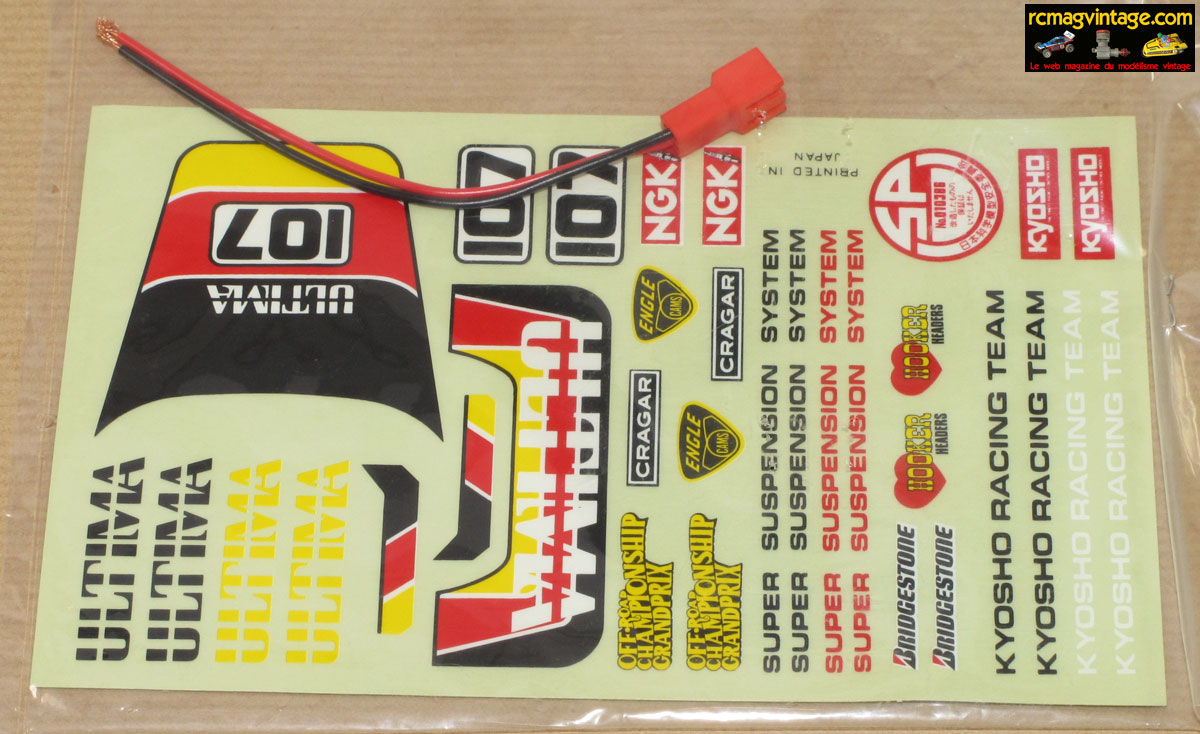 rcmagvintage.com
Le web magazine du modélisme vintage
107
ULTIMA
107
107
NGK
NGK
PRINTED IN
JAPAN
SP
No.010386
KYOSHO
KYOSHO
ULTIMA
ENGLE
CAMS
CRAGAR
CRAGAR
ENGLE
CAMS
HOOKER
HEADERS
HOOKER
HEADERS
ULTIMA
ULTIMA
ULTIMA
ULTIMA
OFF-ROAD
CHAMPIONSHIP
GRANDPRIX
OFF-ROAD
CHAMPIONSHIP
GRANDPRIX
SUPER SUSPENSION SYSTEM
SUPER SUSPENSION SYSTEM
SUPER SUSPENSION SYSTEM
SUPER SUSPENSION SYSTEM
BRIDGESTONE
BRIDGESTONE
KYOSHO RACING TEAM
KYOSHO RACING TEAM
KYOSHO RACING TEAM
KYOSHO RACING TEAM